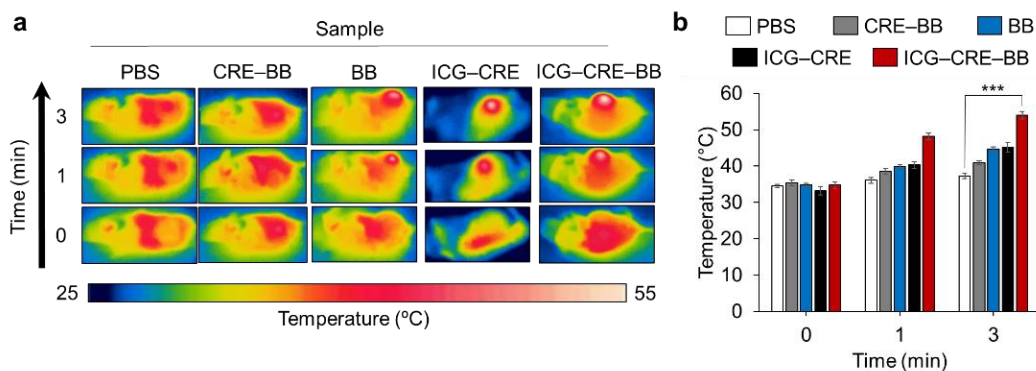 a
Sample
PBS CRE–BB BB ICG–CRE ICG–CRE–BB
Time (min)
3
1
0
25 55
Temperature (ºC)
b
PBS CRE–BB BB
ICG–CRE ICG–CRE–BB
Temperature (°C)
60
50
40
30
20
10
0
***
0 1 3
Time (min)